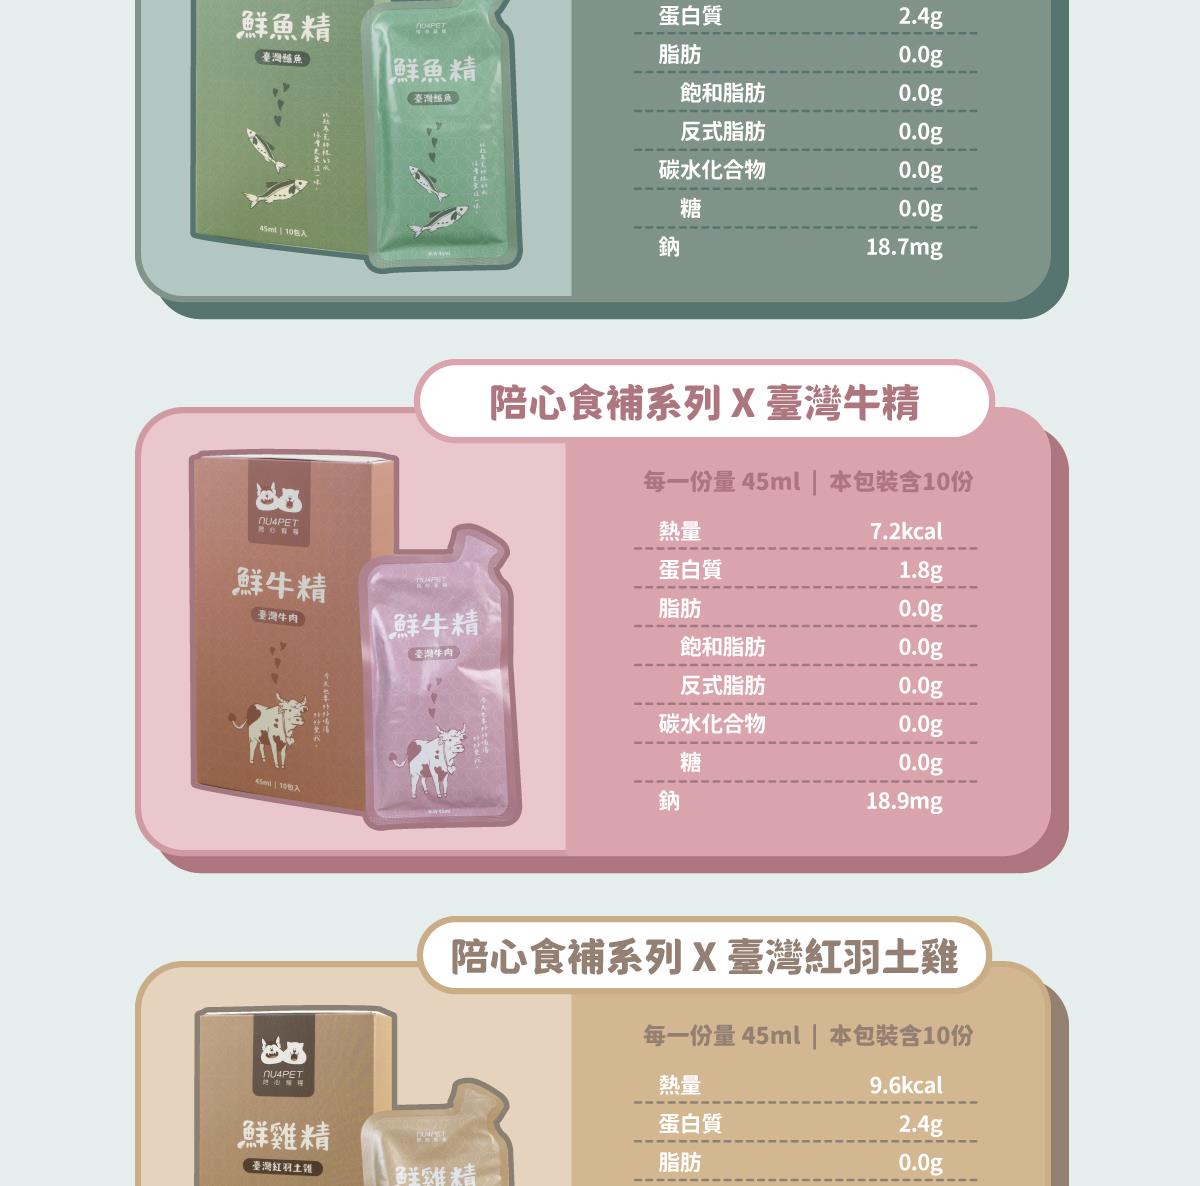 鮮魚精
臺灣鱸魚
45ml | 10包入
NU4PET
鮮魚精
臺灣鱸魚
蛋白質 2.4g
脂肪 0.0g
飽和脂肪 0.0g
反式脂肪 0.0g
碳水化合物 0.0g
糖 0.0g
鈉 18.7mg
陪心食補系列 X 臺灣牛精
NU4PET
陪心寵糧
鮮牛精
臺灣牛肉
45ml | 10包入
NU4PET
鮮牛精
臺灣牛肉
每一份量 45ml | 本包裝含10份
熱量 7.2kcal
蛋白質 1.8g
脂肪 0.0g
飽和脂肪 0.0g
反式脂肪 0.0g
碳水化合物 0.0g
糖 0.0g
鈉 18.9mg
陪心食補系列 X 臺灣紅羽土雞
NU4PET
陪心寵糧
鮮雞精
臺灣紅羽土雞
NU4PET
鮮雞精
每一份量 45ml | 本包裝含10份
熱量 9.6kcal
蛋白質 2.4g
脂肪 0.0g